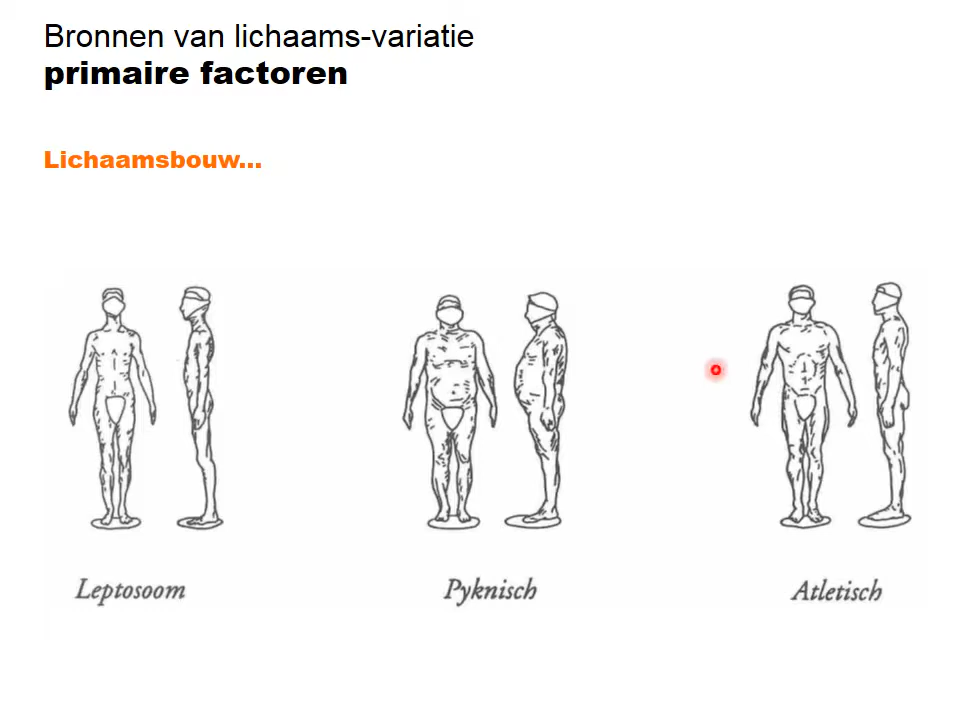 Bronnen van lichaams-variatie
primaire factoren
Lichaamsbouw...
Leptosoom
Pyknisch
Atletisch